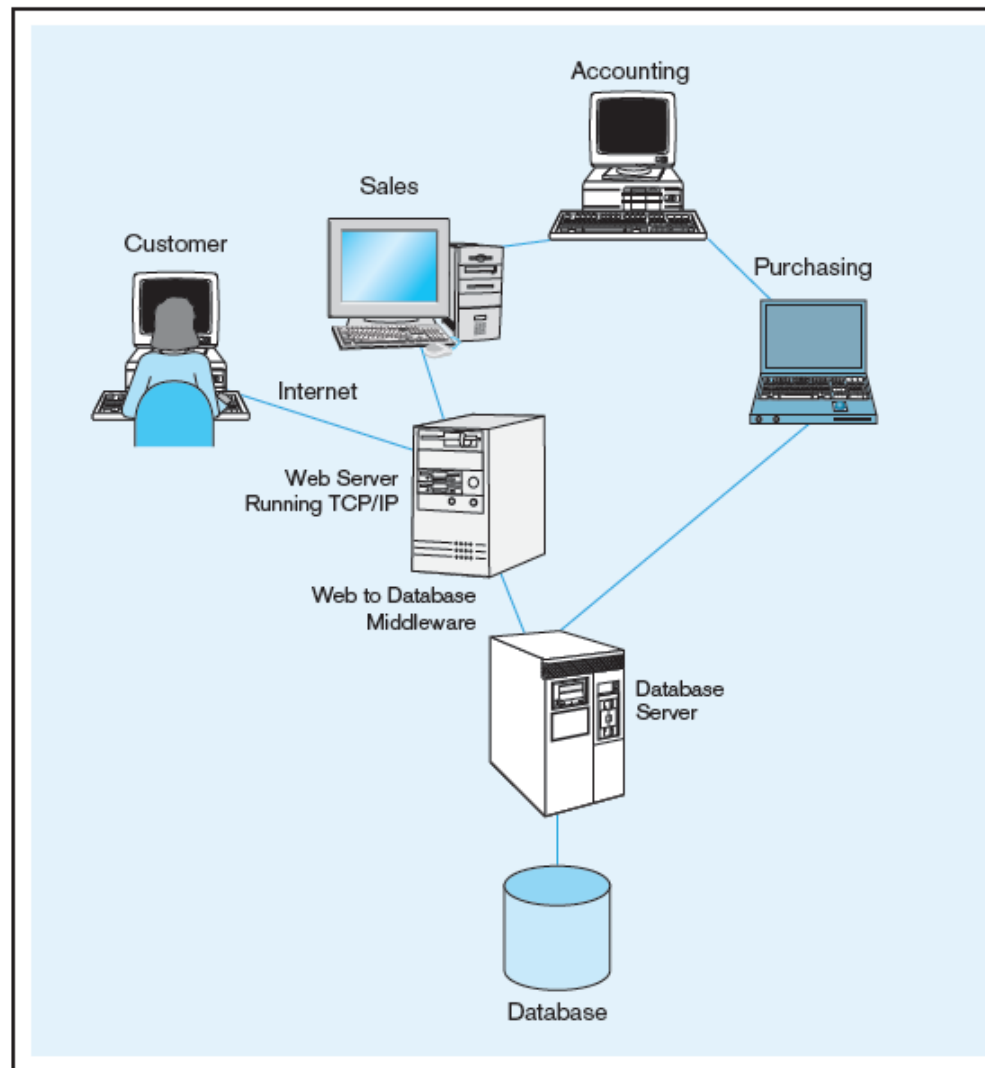 Accounting
Sales
Customer
Purchasing
Internet
Web Server
Running TCP/IP
Web to Database
Middleware
Database
Server
Database